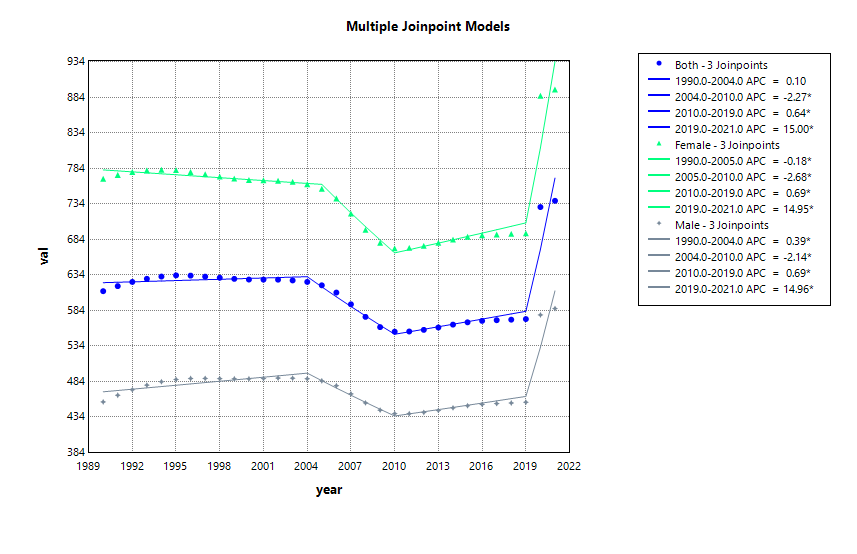 Multiple Joinpoint Models
934
884
834
784
734
684
634
584
534
484
434
384
val
1989 1992 1995 1998 2001 2004 2007 2010 2013 2016 2019 2022
year
Both - 3 Joinpoints
1990.0-2004.0 APC = 0.10
2004.0-2010.0 APC = -2.27*
2010.0-2019.0 APC = 0.64*
2019.0-2021.0 APC = 15.00*
Female - 3 Joinpoints
1990.0-2005.0 APC = -0.18*
2005.0-2010.0 APC = -2.68*
2010.0-2019.0 APC = 0.69*
2019.0-2021.0 APC = 14.95*
Male - 3 Joinpoints
1990.0-2004.0 APC = 0.39*
2004.0-2010.0 APC = -2.14*
2010.0-2019.0 APC = 0.69*
2019.0-2021.0 APC = 14.96*